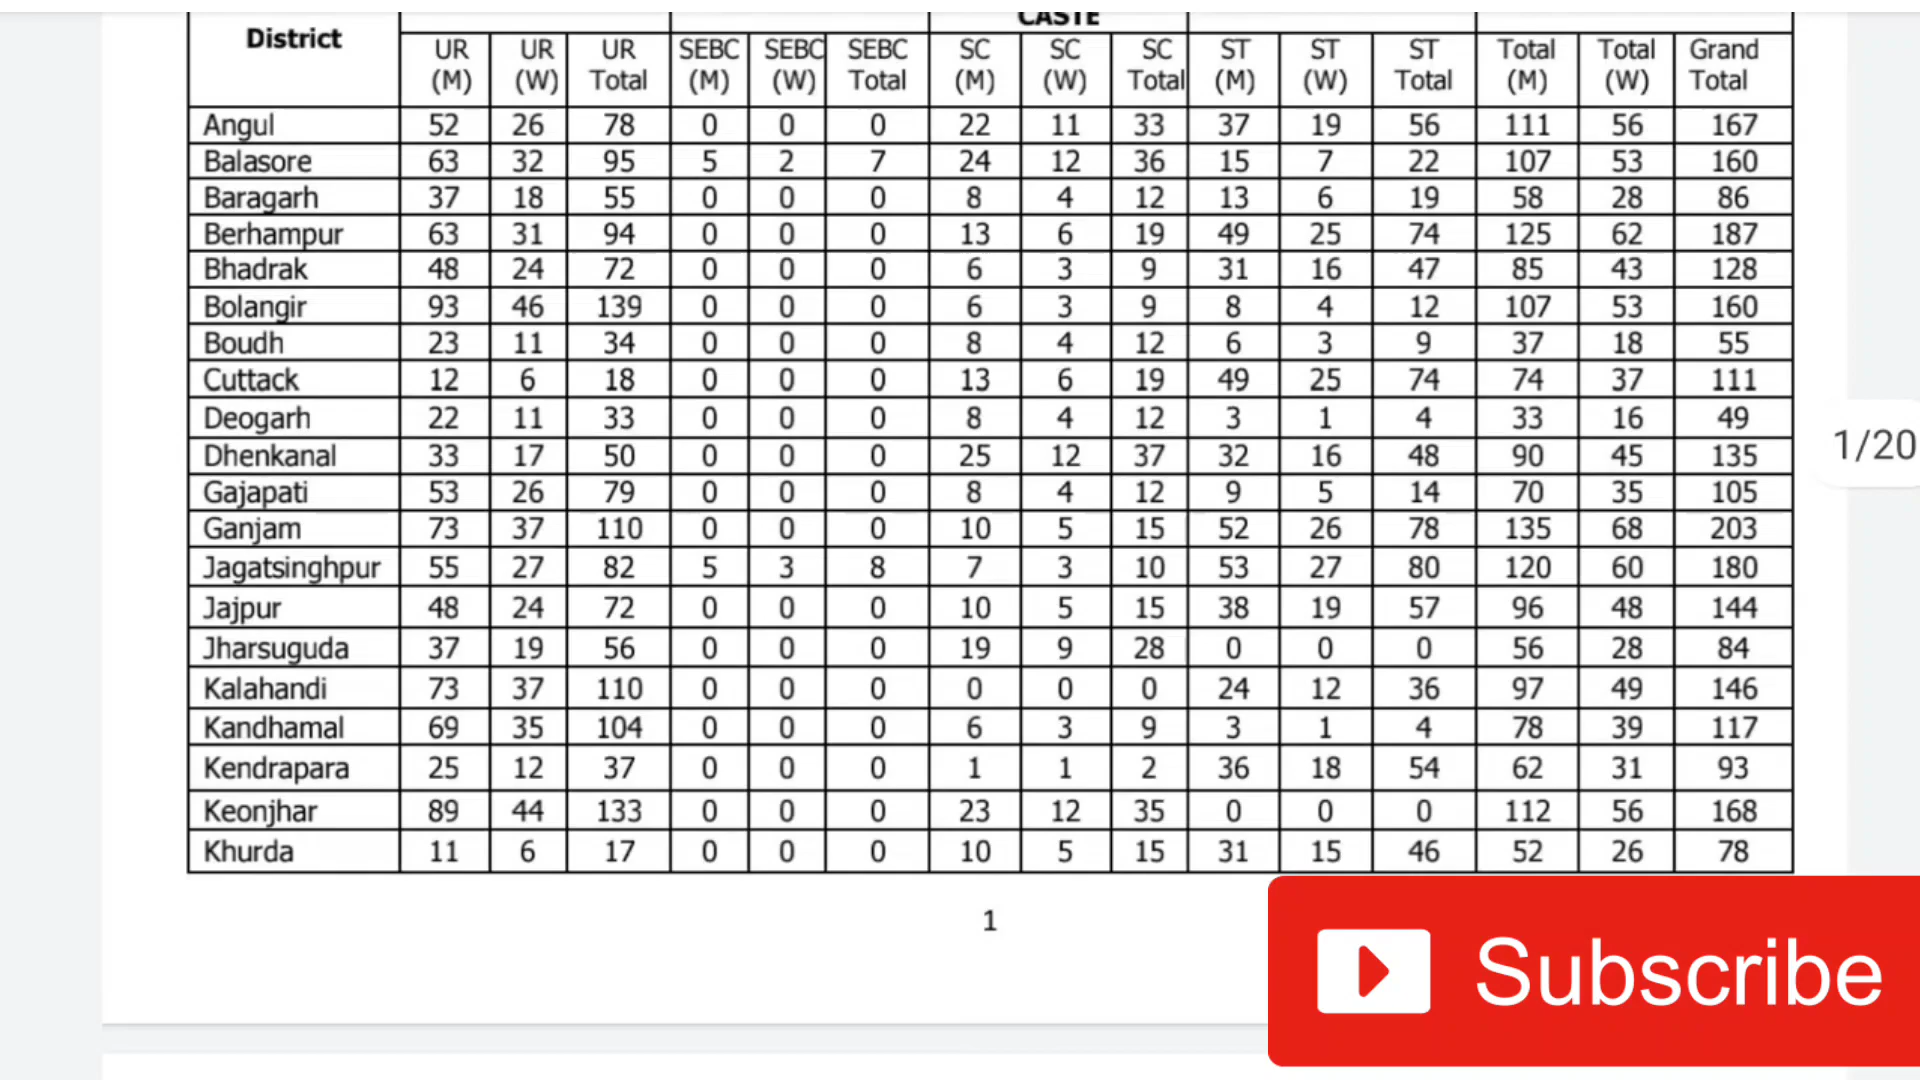 CASTE
District UR (M) UR (W) UR Total SEBC (M) SEBC (W) SEBC Total SC (M) SC (W) SC Total ST (M) ST (W) ST Total Total (M) Total (W) Grand Total
Angul 52 26 78 0 0 0 22 11 33 37 19 56 111 56 167
Balasore 63 32 95 5 2 7 24 12 36 15 7 22 107 53 160
Baragarh 37 18 55 0 0 0 8 4 12 13 6 19 58 28 86
Berhampur 63 31 94 0 0 0 13 6 19 49 25 74 125 62 187
Bhadrak 48 24 72 0 0 0 6 3 9 31 16 47 85 43 128
Bolangir 93 46 139 0 0 0 6 3 9 8 4 12 107 53 160
Boudh 23 11 34 0 0 0 8 4 12 6 3 9 37 18 55
Cuttack 12 6 18 0 0 0 13 6 19 49 25 74 74 37 111
Deogarh 22 11 33 0 0 0 8 4 12 3 1 4 33 16 49
Dhenkanal 33 17 50 0 0 0 25 12 37 32 16 48 90 45 135
Gajapati 53 26 79 0 0 0 8 4 12 9 5 14 70 35 105
Ganjam 73 37 110 0 0 0 10 5 15 52 26 78 135 68 203
Jagatsinghpur 55 27 82 5 3 8 7 3 10 53 27 80 120 60 180
Jajpur 48 24 72 0 0 0 10 5 15 38 19 57 96 48 144
Jharsuguda 37 19 56 0 0 0 19 9 28 0 0 0 56 28 84
Kalahandi 73 37 110 0 0 0 0 0 0 24 12 36 97 49 146
Kandhamal 69 35 104 0 0 0 6 3 9 3 1 4 78 39 117
Kendrapara 25 12 37 0 0 0 1 1 2 36 18 54 62 31 93
Keonjhar 89 44 133 0 0 0 23 12 35 0 0 0 112 56 168
Khurda 11 6 17 0 0 0 10 5 15 31 15 46 52 26 78
1/20
1
Subscribe